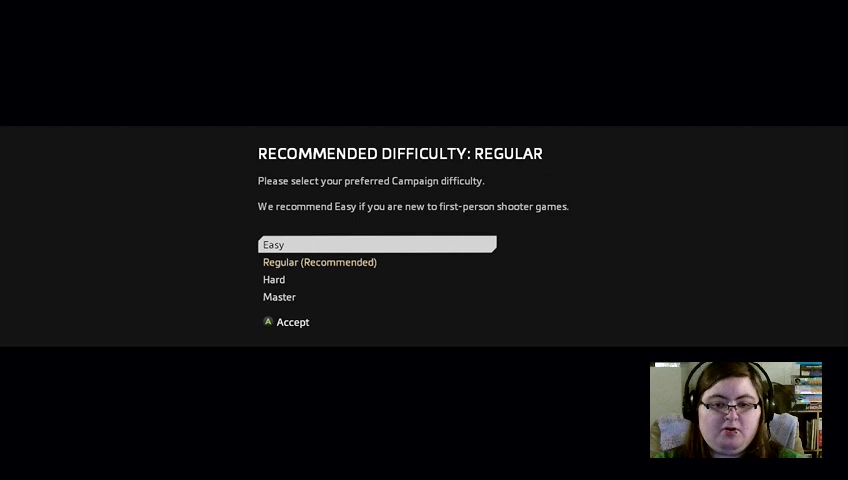 RECOMMENDED DIFFICULTY: REGULAR
Please select your preferred Campaign difficulty.
We recommend Easy if you are new to first-person shooter games.
Easy
Regular (Recommended)
Hard
Master
A Accept